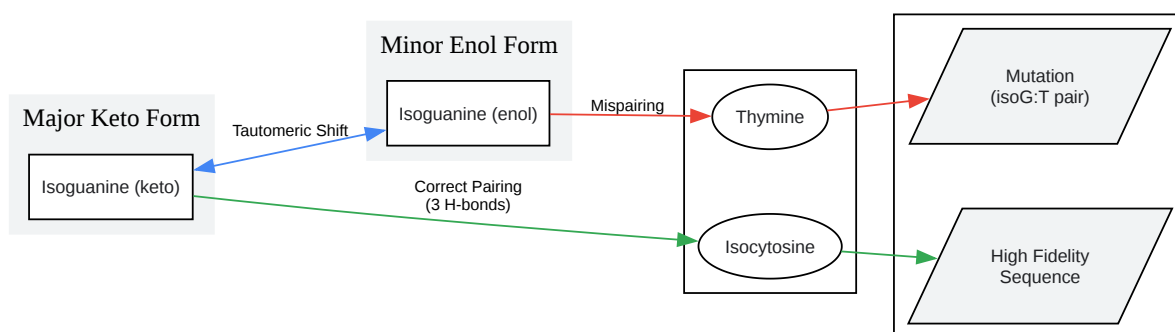 Major Keto Form
Isoguanine (keto)
Tautomeric Shift
Minor Enol Form
Isoguanine (enol)
Mispairing
Correct Pairing
(3 H-bonds)
Thymine
Isocytosine
Mutation
(isoG:T pair)
High Fidelity
Sequence